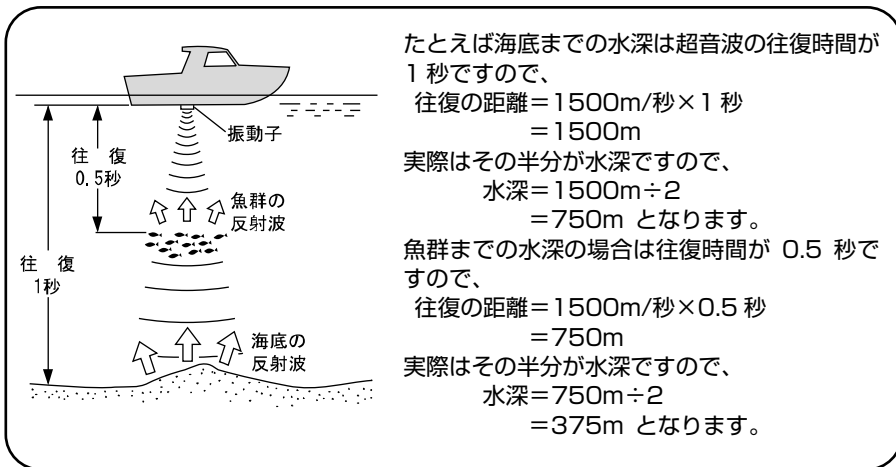 振動子
往 復
0.5秒
魚群の
反射波
往 復
1秒
海底の
反射波
たとえば海底までの水深は超音波の往復時間が
1 秒ですので、
往復の距離=1500m/秒×1 秒
=1500m
実際はその半分が水深ですので、
水深=1500m÷2
=750m となります。
魚群までの水深の場合は往復時間が 0.5 秒で
すので、
往復の距離=1500m/秒×0.5 秒
=750m
実際はその半分が水深ですので、
水深=750m÷2
=375m となります。